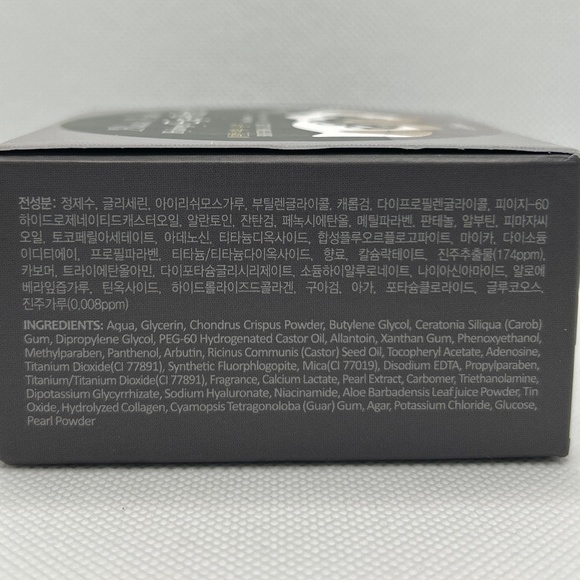 전성분: 정제수, 글리세린, 아이리쉬모스가루, 부틸렌글라이콜, 캐롭검, 다이프로필렌글라이콜, 피이지-60
하이드로제네이티드캐스터오일, 알란토인, 잔탄검, 페녹시에탄올, 메틸파라벤, 판테놀, 알부틴, 피마자씨
오일, 토코페릴아세테이트, 아데노신, 티타늄디옥사이드, 합성플루오르플로고파이트, 마이카, 다이소듐
이디티에이, 프로필파라벤, 티타늄/티타늄다이옥사이드, 향료, 칼슘락테이트, 진주추출물(174ppm),
카보머, 트라이에탄올아민, 다이포타슘글리시리제이트, 소듐하이알루로네이트, 나이아신아마이드, 알로에
베라잎즙가루, 틴옥사이드, 하이드롤라이즈드콜라겐, 구아검, 아가, 포타슘클로라이드, 글루코오스,
진주가루(0.008ppm)
INGREDIENTS: Aqua, Glycerin, Chondrus Crispus Powder, Butylene Glycol, Ceratonia Siliqua (Carob)
Gum, Dipropylene Glycol, PEG-60 Hydrogenated Castor Oil, Allantoin, Xanthan Gum, Phenoxyethanol,
Methylparaben, Panthenol, Arbutin, Ricinus Communis (Castor) Seed Oil, Tocopheryl Acetate, Adenosine,
Titanium Dioxide(CI 77891), Synthetic Fluorphlogopite, Mica(CI 77019), Disodium EDTA, Propylparaben,
Titanium/Titanium Dioxide(CI 77891), Fragrance, Calcium Lactate, Pearl Extract, Carbomer, Triethanolamine,
Dipotassium Glycyrrhizate, Sodium Hyaluronate, Niacinamide, Aloe Barbadensis Leaf juice Powder, Tin
Oxide, Hydrolyzed Collagen, Cyamopsis Tetragonoloba (Guar) Gum, Agar, Potassium Chloride, Glucose,
Pearl Powder